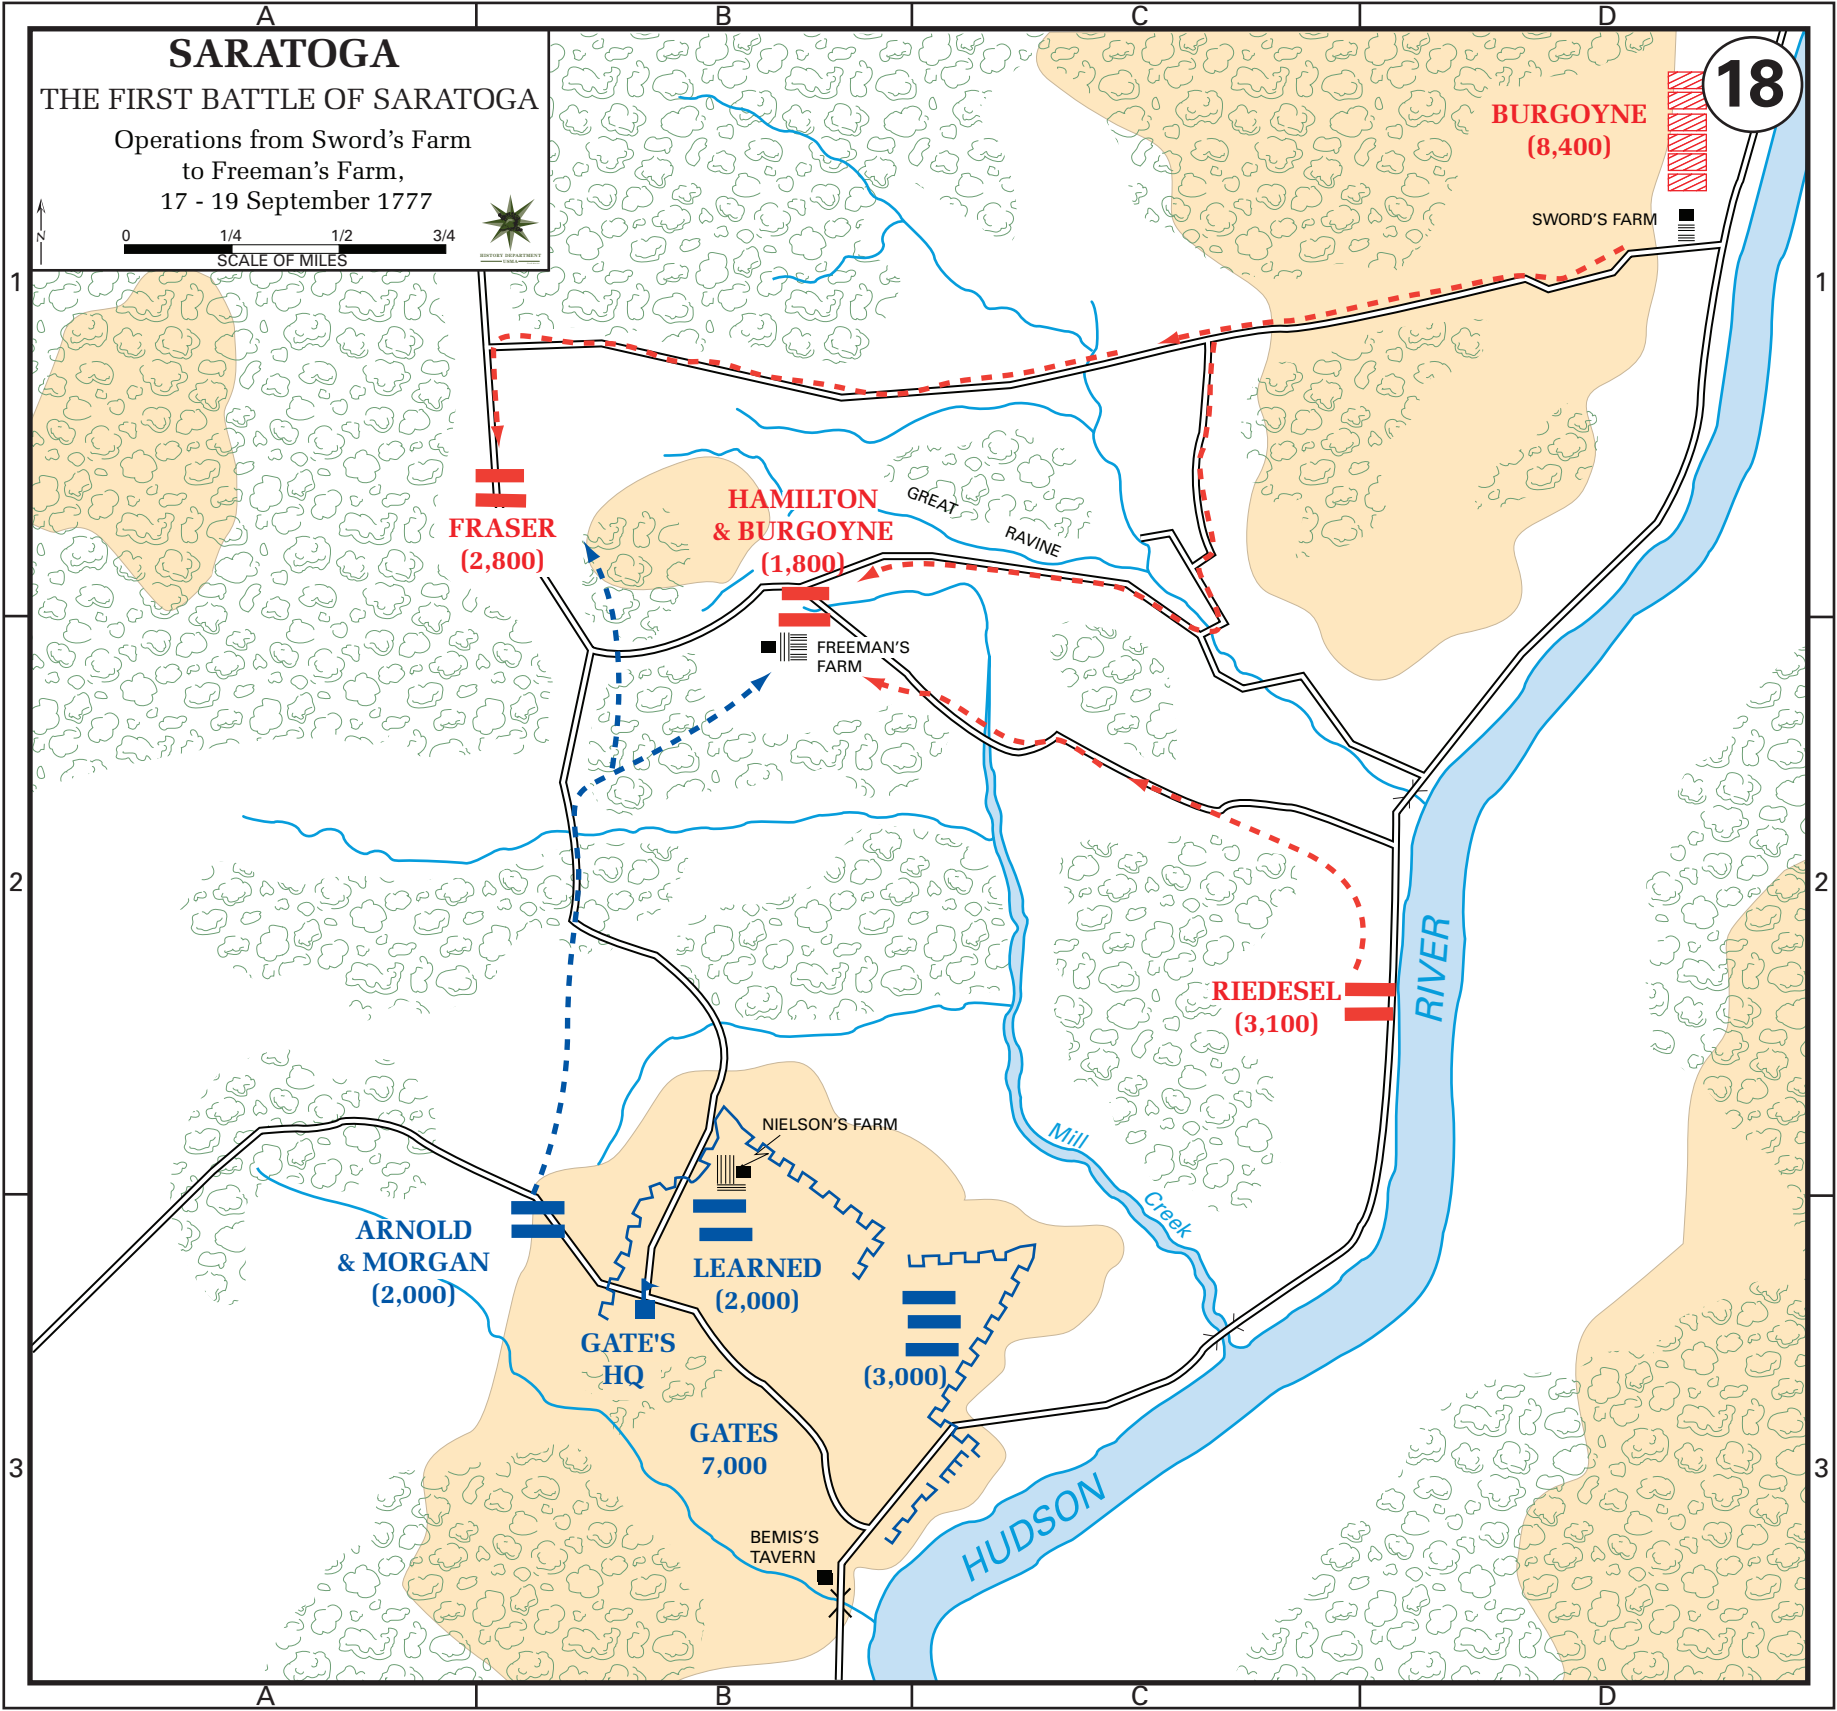 A
B
C
D
SARATOGA
THE FIRST BATTLE OF SARATOGA
Operations from Sword's Farm
to Freeman's Farm,
17 - 19 September 1777
N
0 1/4 1/2 3/4
SCALE OF MILES
HISTORY DEPARTMENT
USMA
18
BURGOYNE
(8,400)
SWORD'S FARM
1
1
HAMILTON
& BURGOYNE
(1,800)
GREAT
RAVINE
FRASER
(2,800)
FREEMAN'S
FARM
2
2
RIVER
RIEDESEL
(3,100)
NIELSON'S FARM
Mill
Creek
ARNOLD
& MORGAN
(2,000)
LEARNED
(2,000)
GATE'S
HQ
(3,000)
GATES
7,000
3
3
HUDSON
BEMIS'S
TAVERN
A
B
C
D